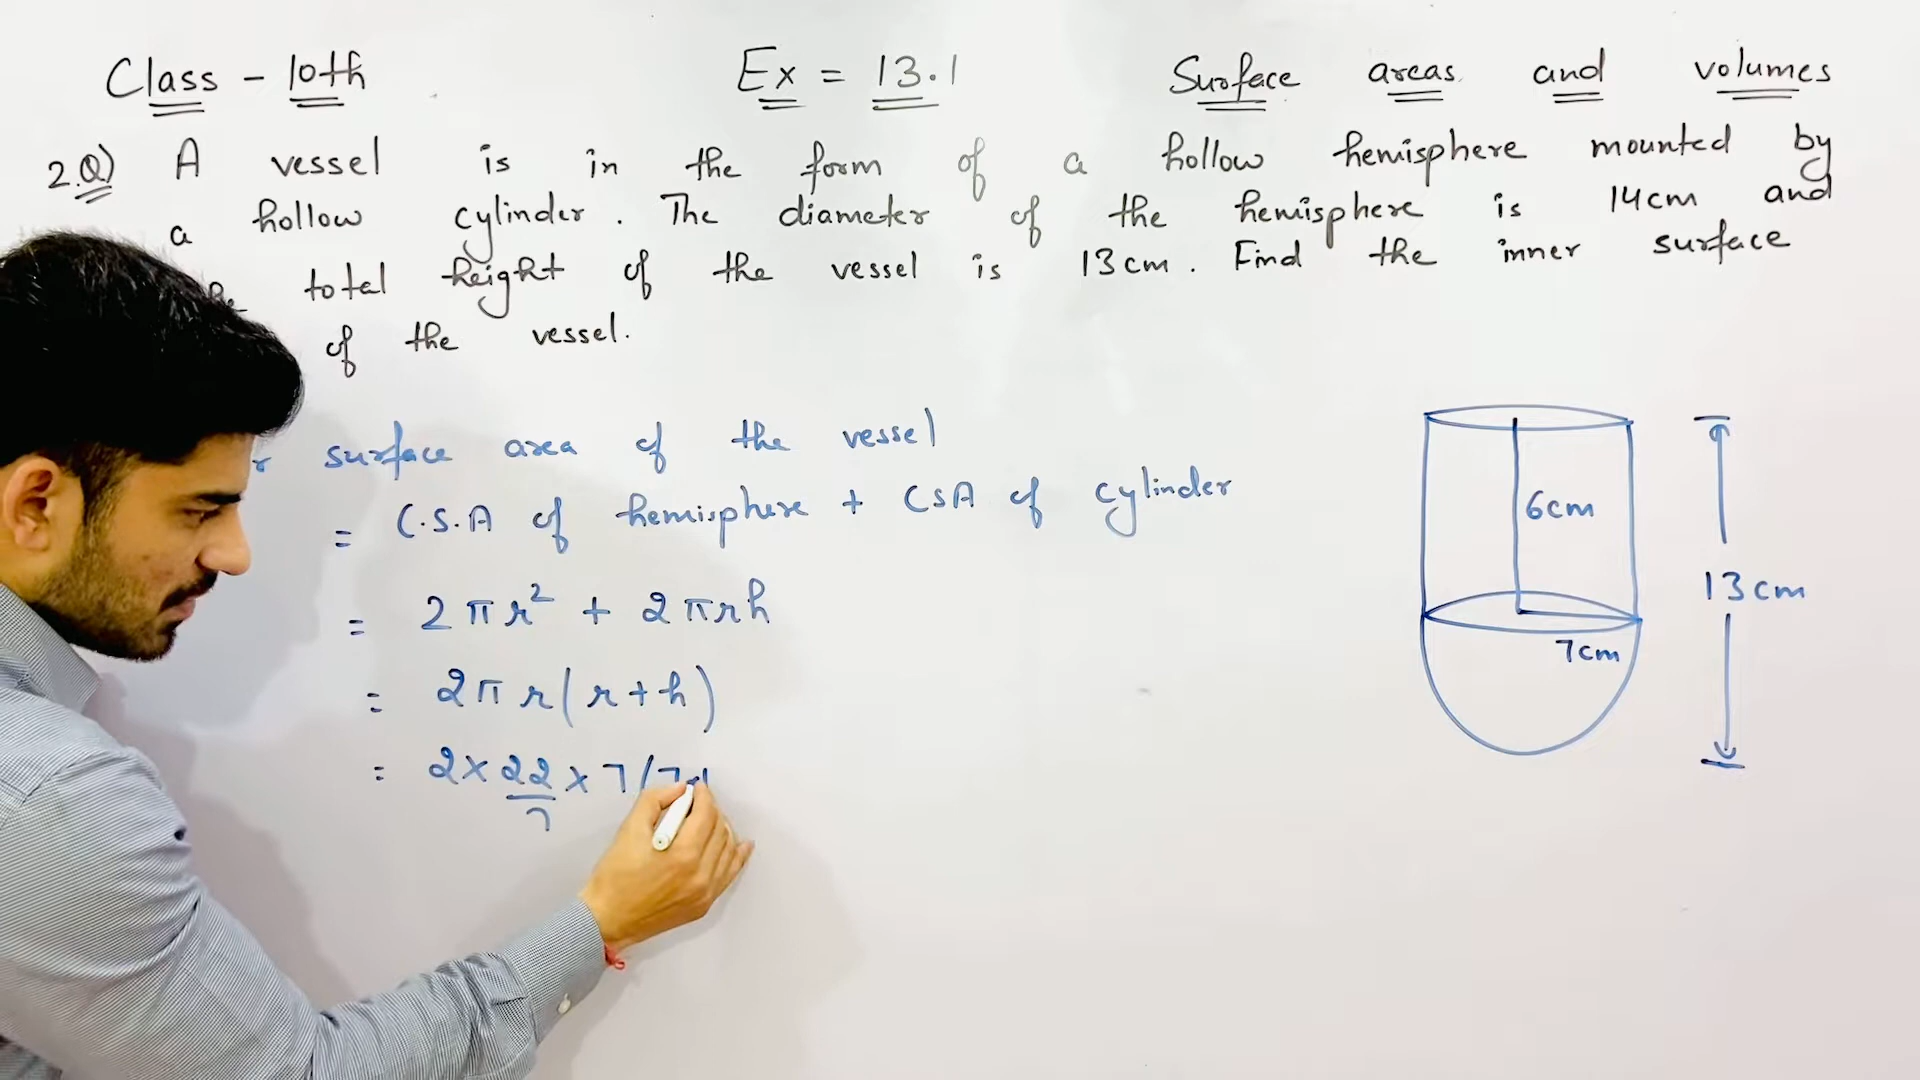 Class - 10th
Ex = 13.1
Surface areas and volumes
2.Q) A vessel is in the form of a hollow hemisphere mounted by
a hollow cylinder. The diameter of the hemisphere is 14cm and
total height of the vessel is 13cm. Find the inner surface
of the vessel.
surface area of the vessel
= C.S.A of hemisphere + CSA of cylinder
= 2πr² + 2πrh
= 2πr(r+h)
= 2×22/7×7(7+
6cm
7cm
13cm